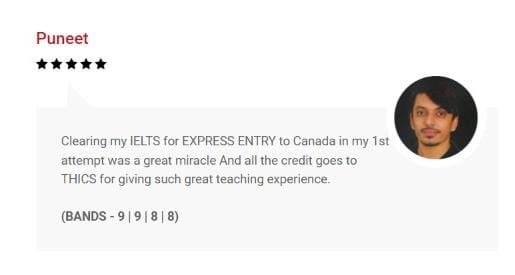 Puneet
Clearing my IELTS for EXPRESS ENTRY to Canada in my 1st
attempt was a great miracle And all the credit goes to
THICS for giving such great teaching experience.
(BANDS - 9 | 9 | 8 | 8)